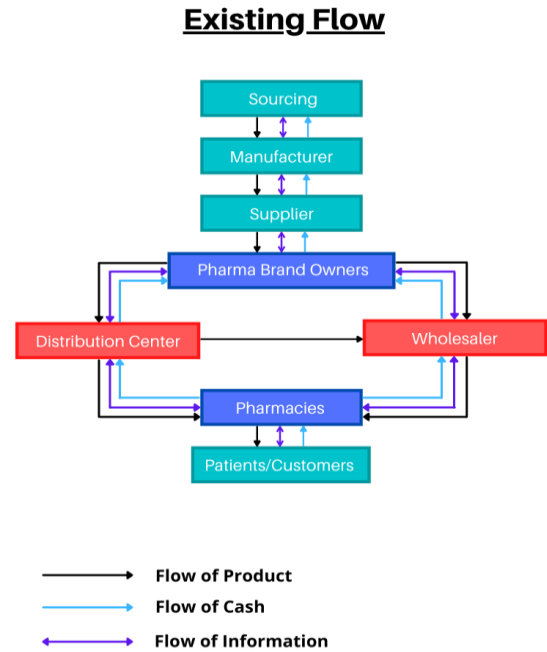 Existing Flow
Sourcing
Manufacturer
Supplier
Pharma Brand Owners
Distribution Center
Wholesaler
Pharmacies
Patients/Customers
Flow of Product
Flow of Cash
Flow of Information